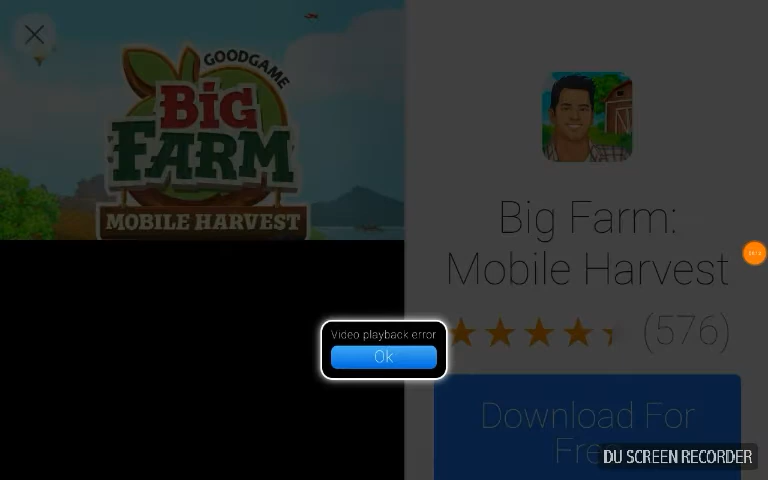 GOODGAME
BIG
FARM
MOBILE HARVEST
Big Farm:
Mobile Harvest
(576)
Video playback error
Ok
Download For
Free
DU SCREEN RECORDER